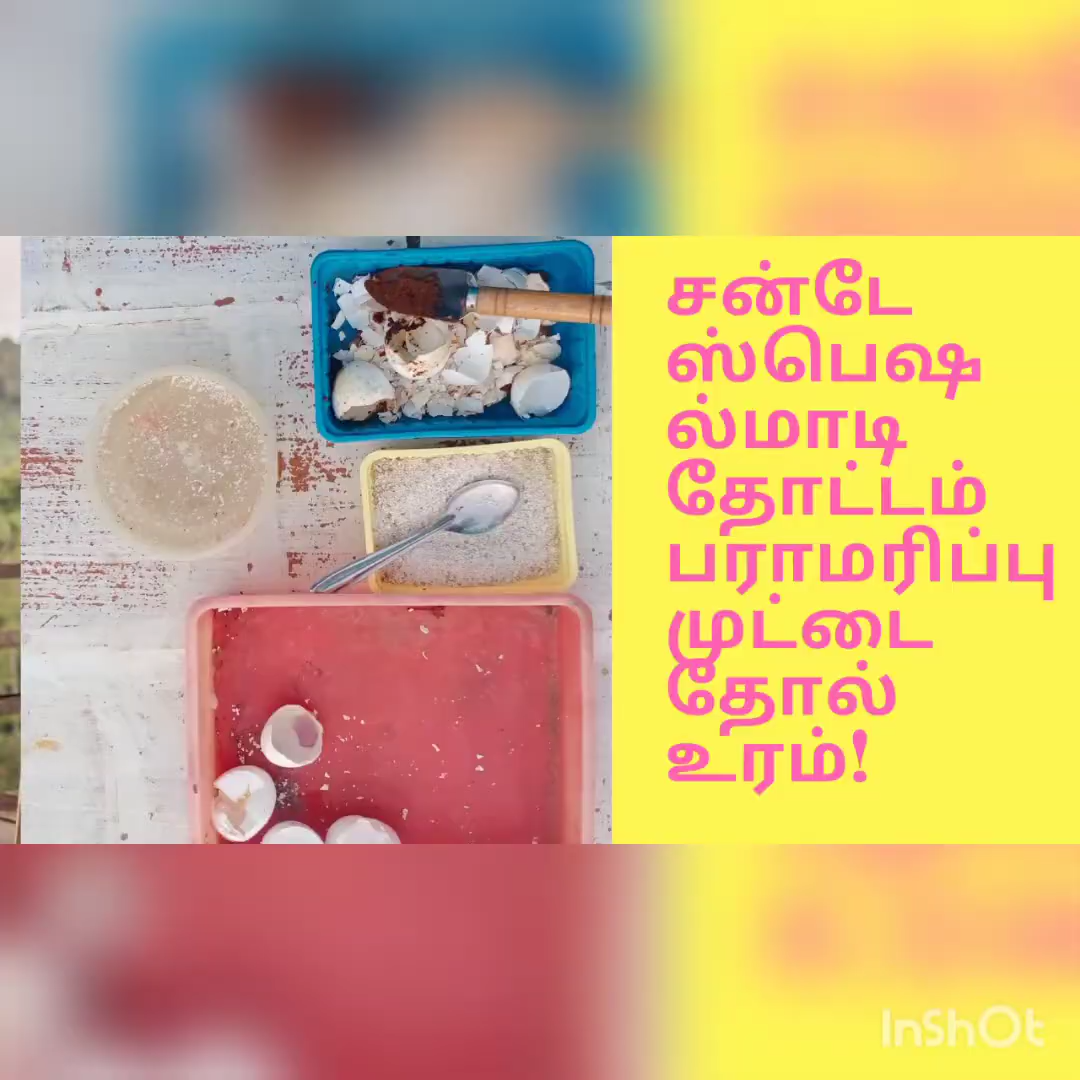 சன்டே
ஸ்பெஷ
ல்மாடி
தோட்டம்
பராமரிப்பு
முட்டை
தோல்
உரம்!
InShOt